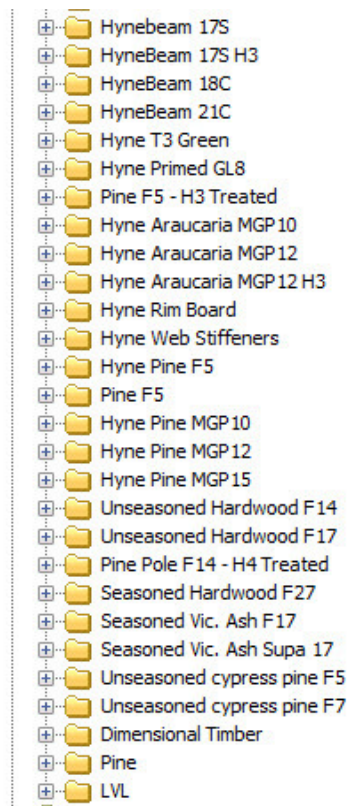 Hynebeam 17S
HyneBeam 17S H3
HyneBeam 18C
HyneBeam 21C
Hyne T3 Green
Hyne Primed GL8
Pine F5 - H3 Treated
Hyne Araucaria MGP10
Hyne Araucaria MGP12
Hyne Araucaria MGP12 H3
Hyne Rim Board
Hyne Web Stiffeners
Hyne Pine F5
Pine F5
Hyne Pine MGP10
Hyne Pine MGP12
Hyne Pine MGP15
Unseasoned Hardwood F14
Unseasoned Hardwood F17
Pine Pole F14 - H4 Treated
Seasoned Hardwood F27
Seasoned Vic. Ash F17
Seasoned Vic. Ash Supa 17
Unseasoned cypress pine F5
Unseasoned cypress pine F7
Dimensional Timber
Pine
LVL